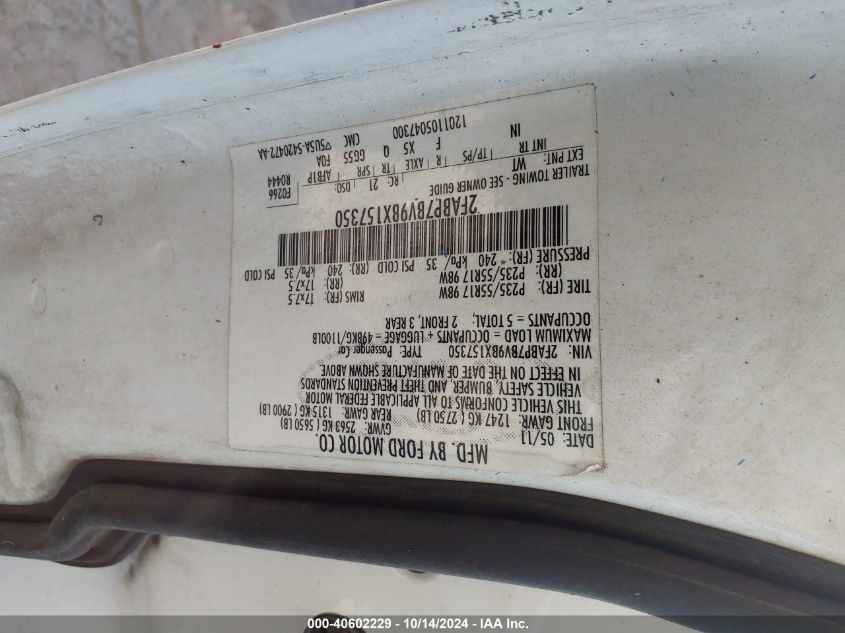 MFD. BY FORD MOTOR CO.
DATE: 05/11
GVWR: 2563 KG ( 5650 LB)
FRONT GAWR: 1247 KG ( 2750 LB)
REAR GAWR: 1315 KG ( 2900 LB)
THIS VEHICLE CONFORMS TO ALL APPLICABLE FEDERAL MOTOR
VEHICLE SAFETY, BUMPER, AND THEFT PREVENTION STANDARDS
IN EFFECT ON THE DATE OF MANUFACTURE SHOWN ABOVE
VIN: 2FABP7BV9BX157350 TYPE: Passenger Car
MAXIMUM LOAD = OCCUPANTS + LUGGAGE = 498KG/1100LB
OCCUPANTS = 5 TOTAL: 2 FRONT, 3 REAR
TIRE (FR) P235/55R17 98W RIMS (FR): 17x7.5
(RR): P235/55R17 98W (RR): 17x7.5
PRESSURE (FR): 240 kPa/ 35 PSI COLD (RR): 240 kPa/ 35 PSI COLD
2FABP7BV9BX157350
TRAILER TOWING - SEE OWNER GUIDE
F0266
R0444
EXT PNT: WT RC: 21 DSO:
INT TR TP/PS R AXLE TR SPR AFB1P
IN F X5 Q GG55 FOA
CMC ▽5USA-5420472-AA
1201105047300
000-40602229 - 10/14/2024 - IAA Inc.